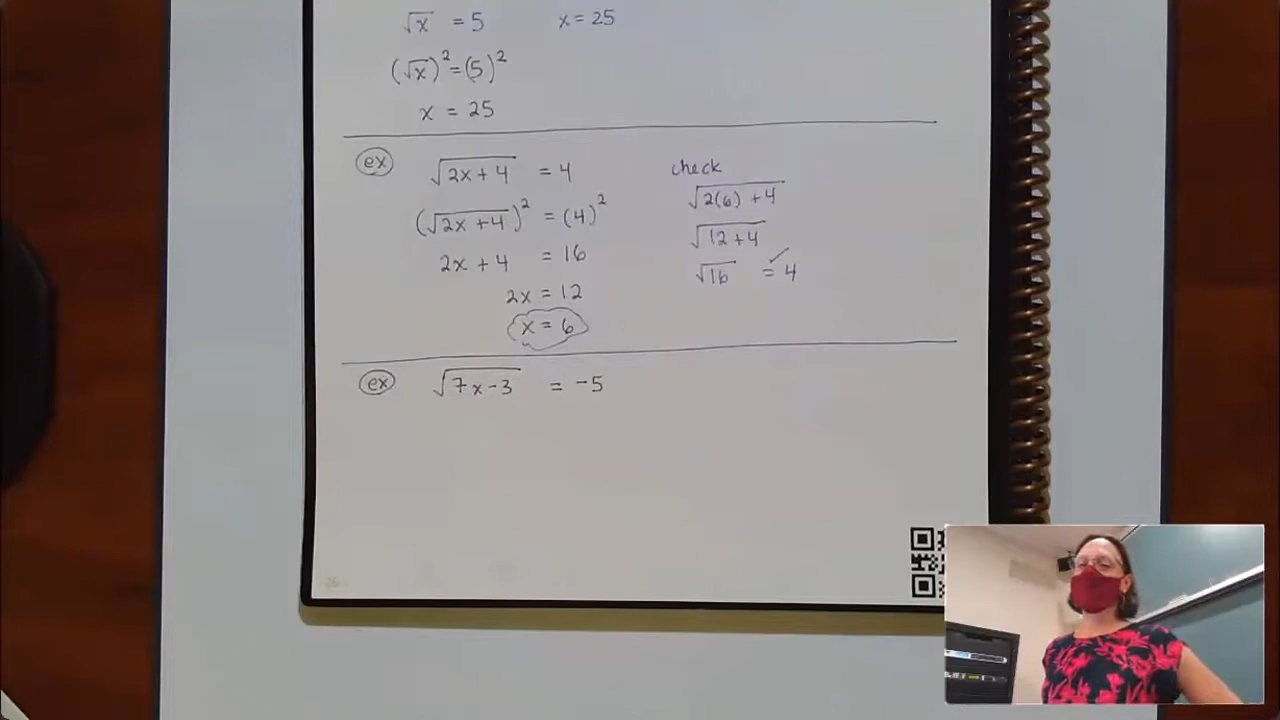 √x = 5 x = 25
(√x)² = (5)²
x = 25
ex √(2x + 4) = 4 check
√(2(6) + 4)
(√(2x + 4))² = (4)²
√(12 + 4)
2x + 4 = 16
√16 = 4 ✓
2x = 12
x = 6
ex √(7x - 3) = -5